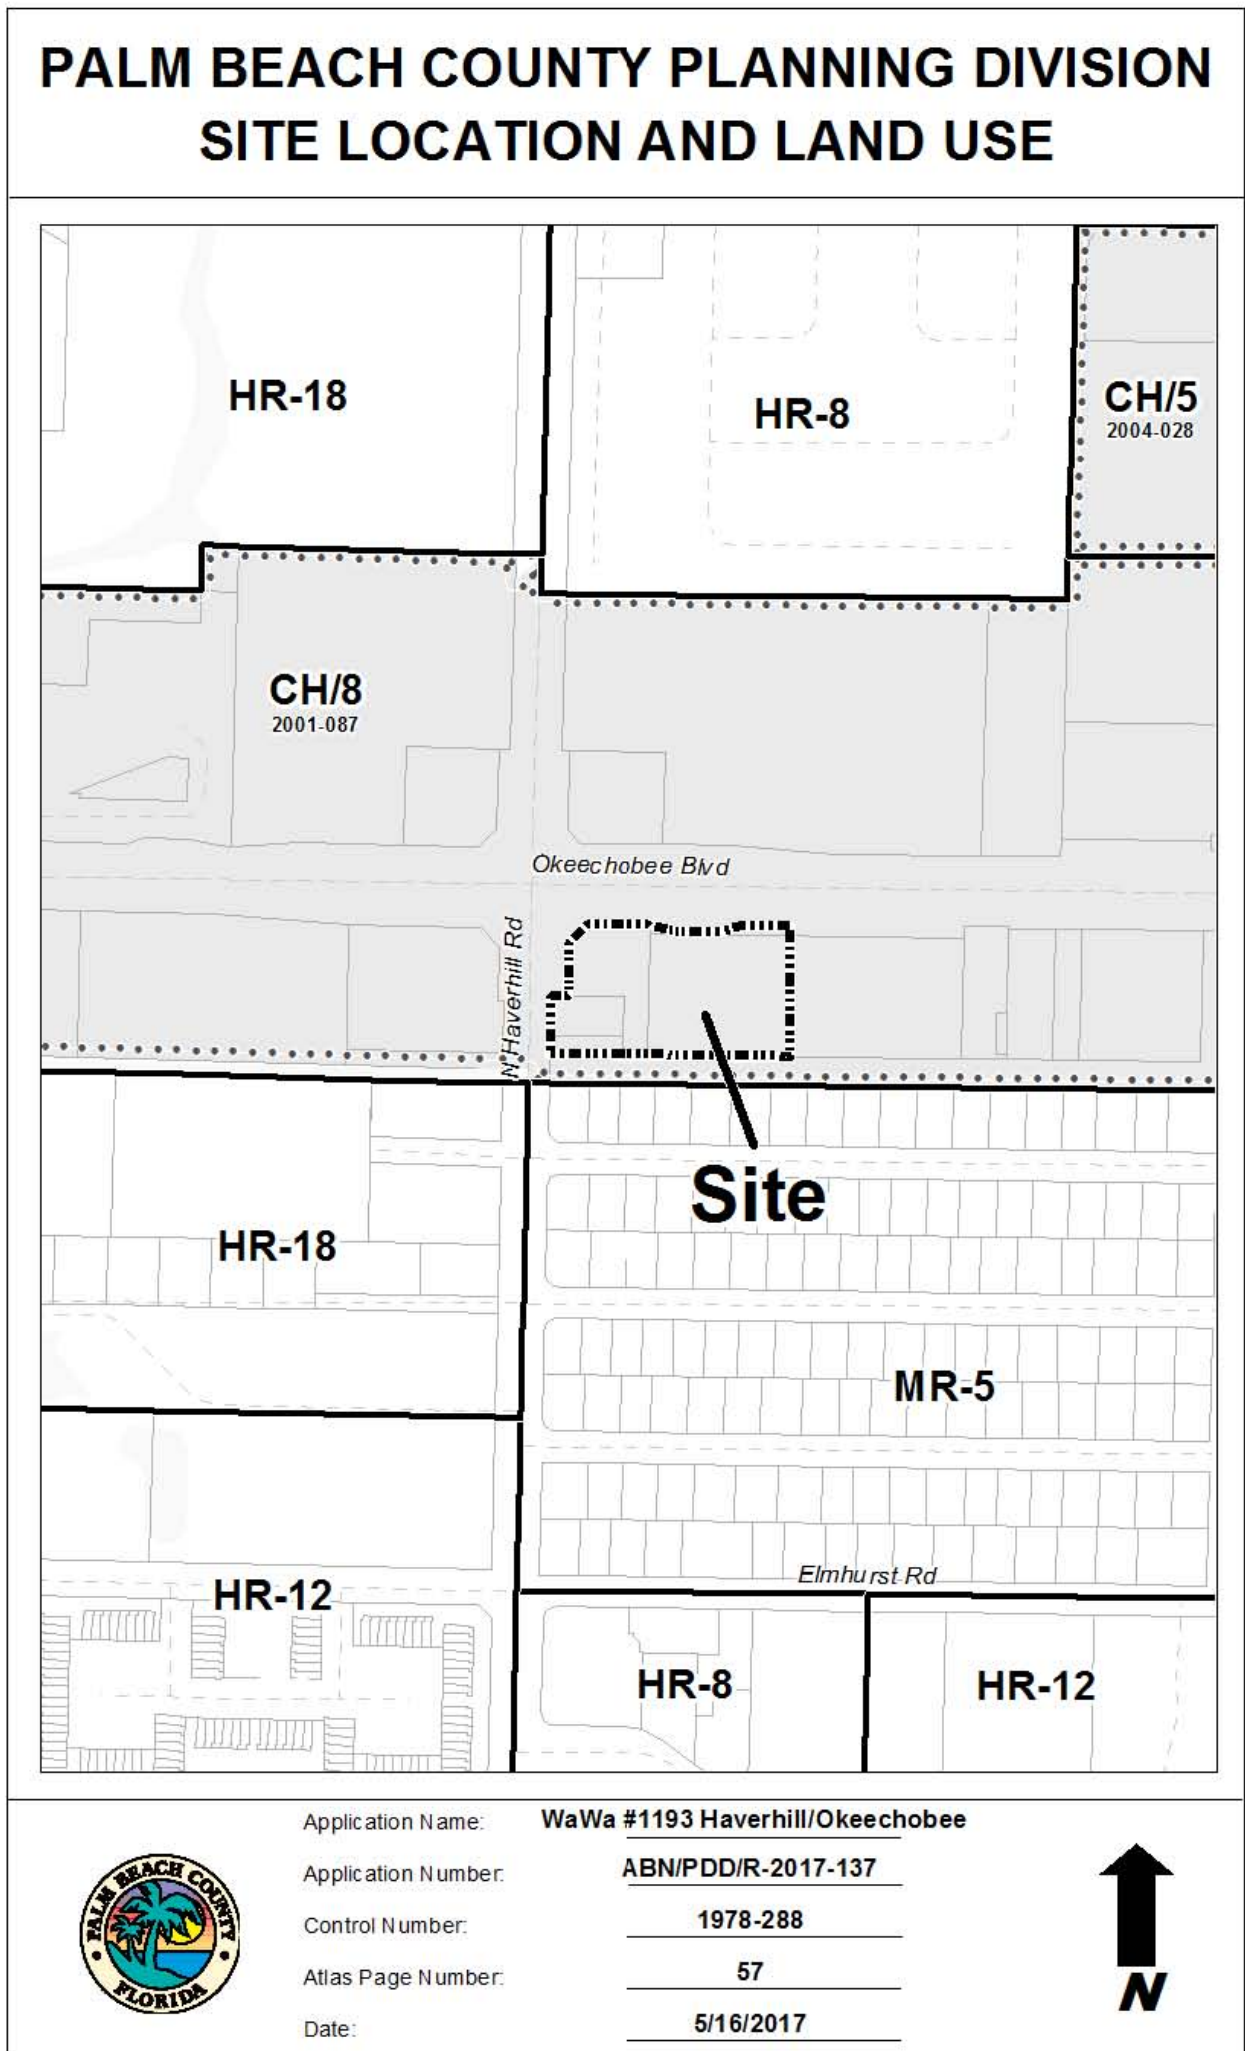 PALM BEACH COUNTY PLANNING DIVISION
SITE LOCATION AND LAND USE
HR-18
HR-8
CH/5
2004-028
CH/8
2001-087
Okeechobee Blvd
N Haverhill Rd
Site
HR-18
MR-5
Elmhurst Rd
HR-12
HR-8
HR-12
Application Name: WaWa #1193 Haverhill/Okeechobee
Application Number: ABN/PDD/R-2017-137
Control Number: 1978-288
Atlas Page Number: 57
Date: 5/16/2017
PALM BEACH COUNTY
FLORIDA
N